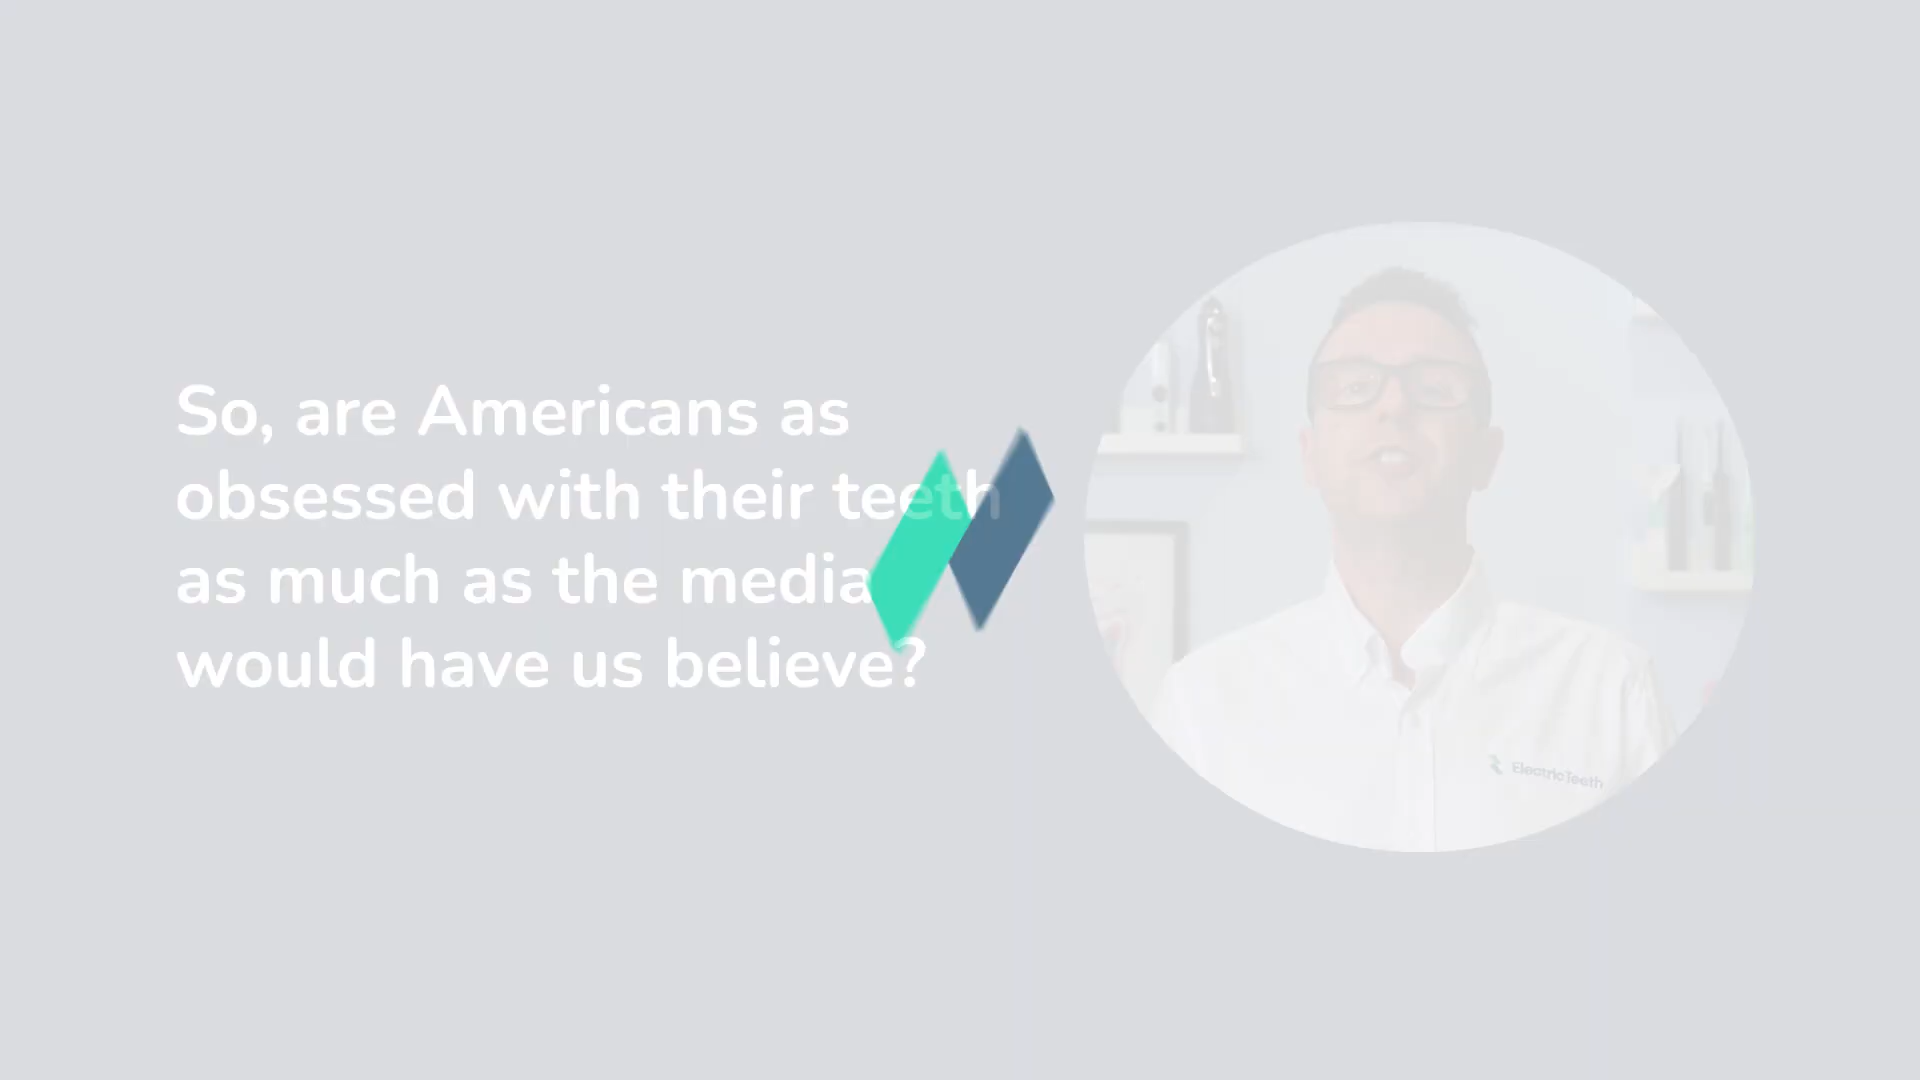 So, are Americans as
obsessed with their teeth
as much as the media
would have us believe?
Electric Teeth